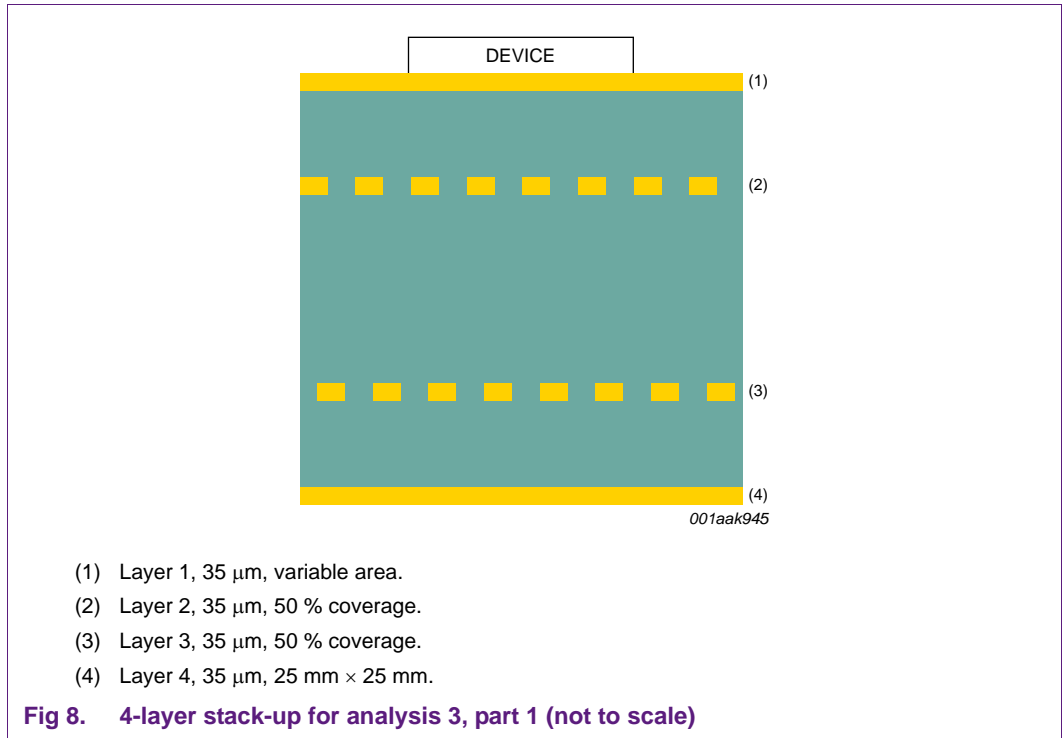 DEVICE
(1)
(2)
(3)
(4)
001aak945
(1) Layer 1, 35 μm, variable area.
(2) Layer 2, 35 μm, 50 % coverage.
(3) Layer 3, 35 μm, 50 % coverage.
(4) Layer 4, 35 μm, 25 mm × 25 mm.
Fig 8. 4-layer stack-up for analysis 3, part 1 (not to scale)